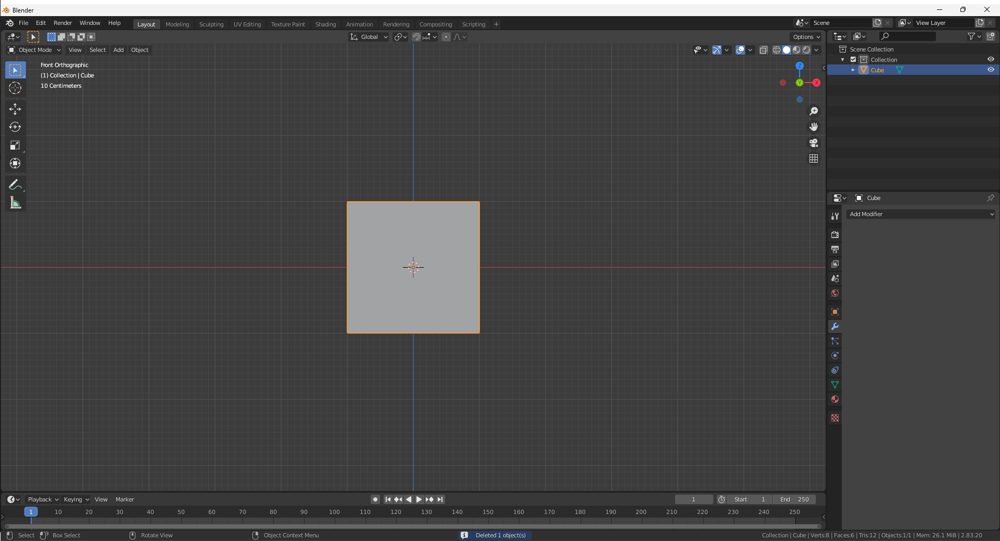 Blender
File Edit Render Window Help Layout Modeling Sculpting UV Editing Texture Paint Shading Animation Rendering Compositing Scripting + Scene View Layer
Global Options
Object Mode View Select Add Object
Front Orthographic
(1) Collection | Cube
10 Centimeters
Z
Y
X
Scene Collection
Collection
Cube
Cube
Add Modifier
Playback Keying View Marker 1 Start 1 End 250
1 10 20 30 40 50 60 70 80 90 100 110 120 130 140 150 160 170 180 190 200 210 220 230 240 250
Select Box Select Rotate View Object Context Menu Deleted 1 object(s) Collection | Cube | Verts:8 | Faces:6 | Tris:12 | Objects:1/1 | Mem: 26.1 MiB | 2.83.20